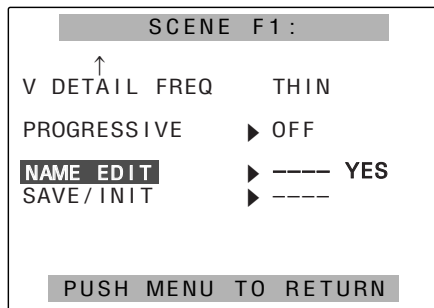 SCENE F1:
↑
V DETAIL FREQ THIN
PROGRESSIVE ▶ OFF
NAME EDIT ▶ ---- YES
SAVE/INIT ▶ ----
PUSH MENU TO RETURN